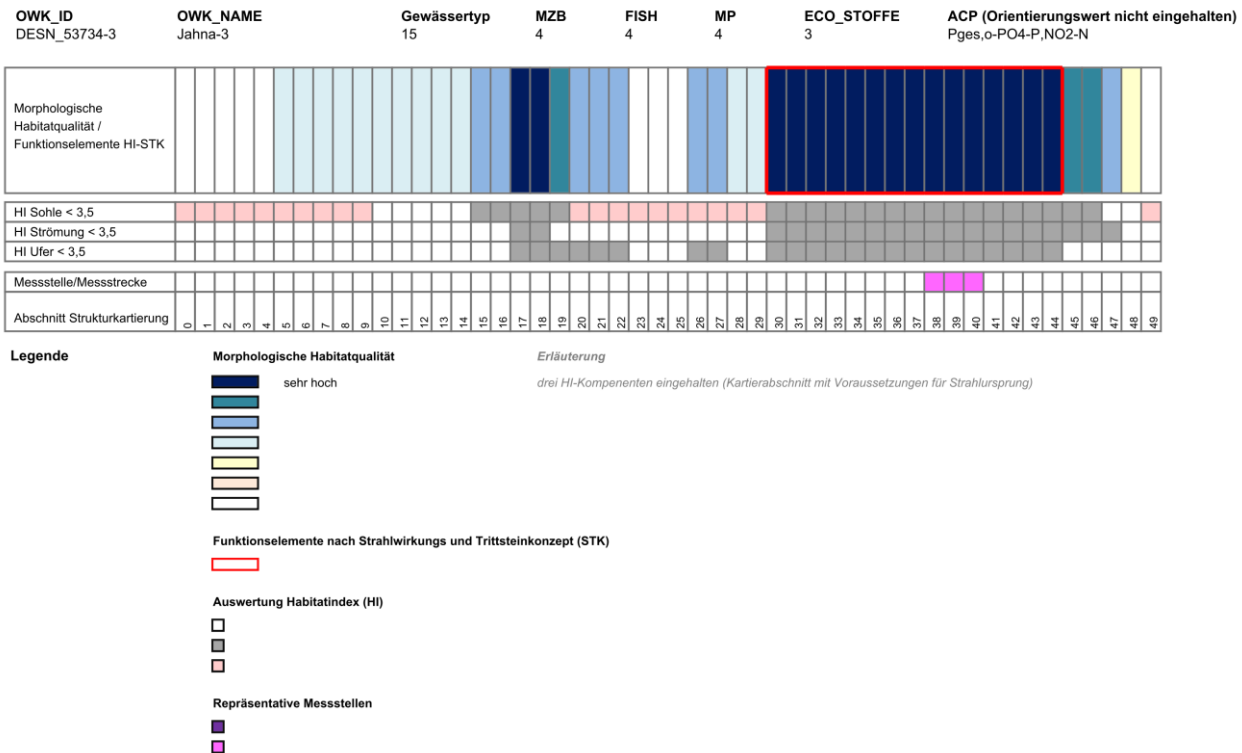 OWK_ID OWK_NAME Gewässertyp MZB FISH MP ECO_STOFFE ACP (Orientierungswert nicht eingehalten)
DESN_53734-3 Jahna-3 15 4 4 4 3 Pges,o-PO4-P,NO2-N
Morphologische
Habitatqualität /
Funktionselemente HI-STK
HI Sohle < 3,5
HI Strömung < 3,5
HI Ufer < 3,5
Messstelle/Messstrecke
Abschnitt Strukturkartierung 0 1 2 3 4 5 6 7 8 9 10 11 12 13 14 15 16 17 18 19 20 21 22 23 24 25 26 27 28 29 30 31 32 33 34 35 36 37 38 39 40 41 42 43 44 45 46 47 48 49
Legende Morphologische Habitatqualität Erläuterung
sehr hoch drei HI-Kompenenten eingehalten (Kartierabschnitt mit Voraussetzungen für Strahlursprung)
Funktionselemente nach Strahlwirkungs und Trittsteinkonzept (STK)
Auswertung Habitatindex (HI)
Repräsentative Messstellen